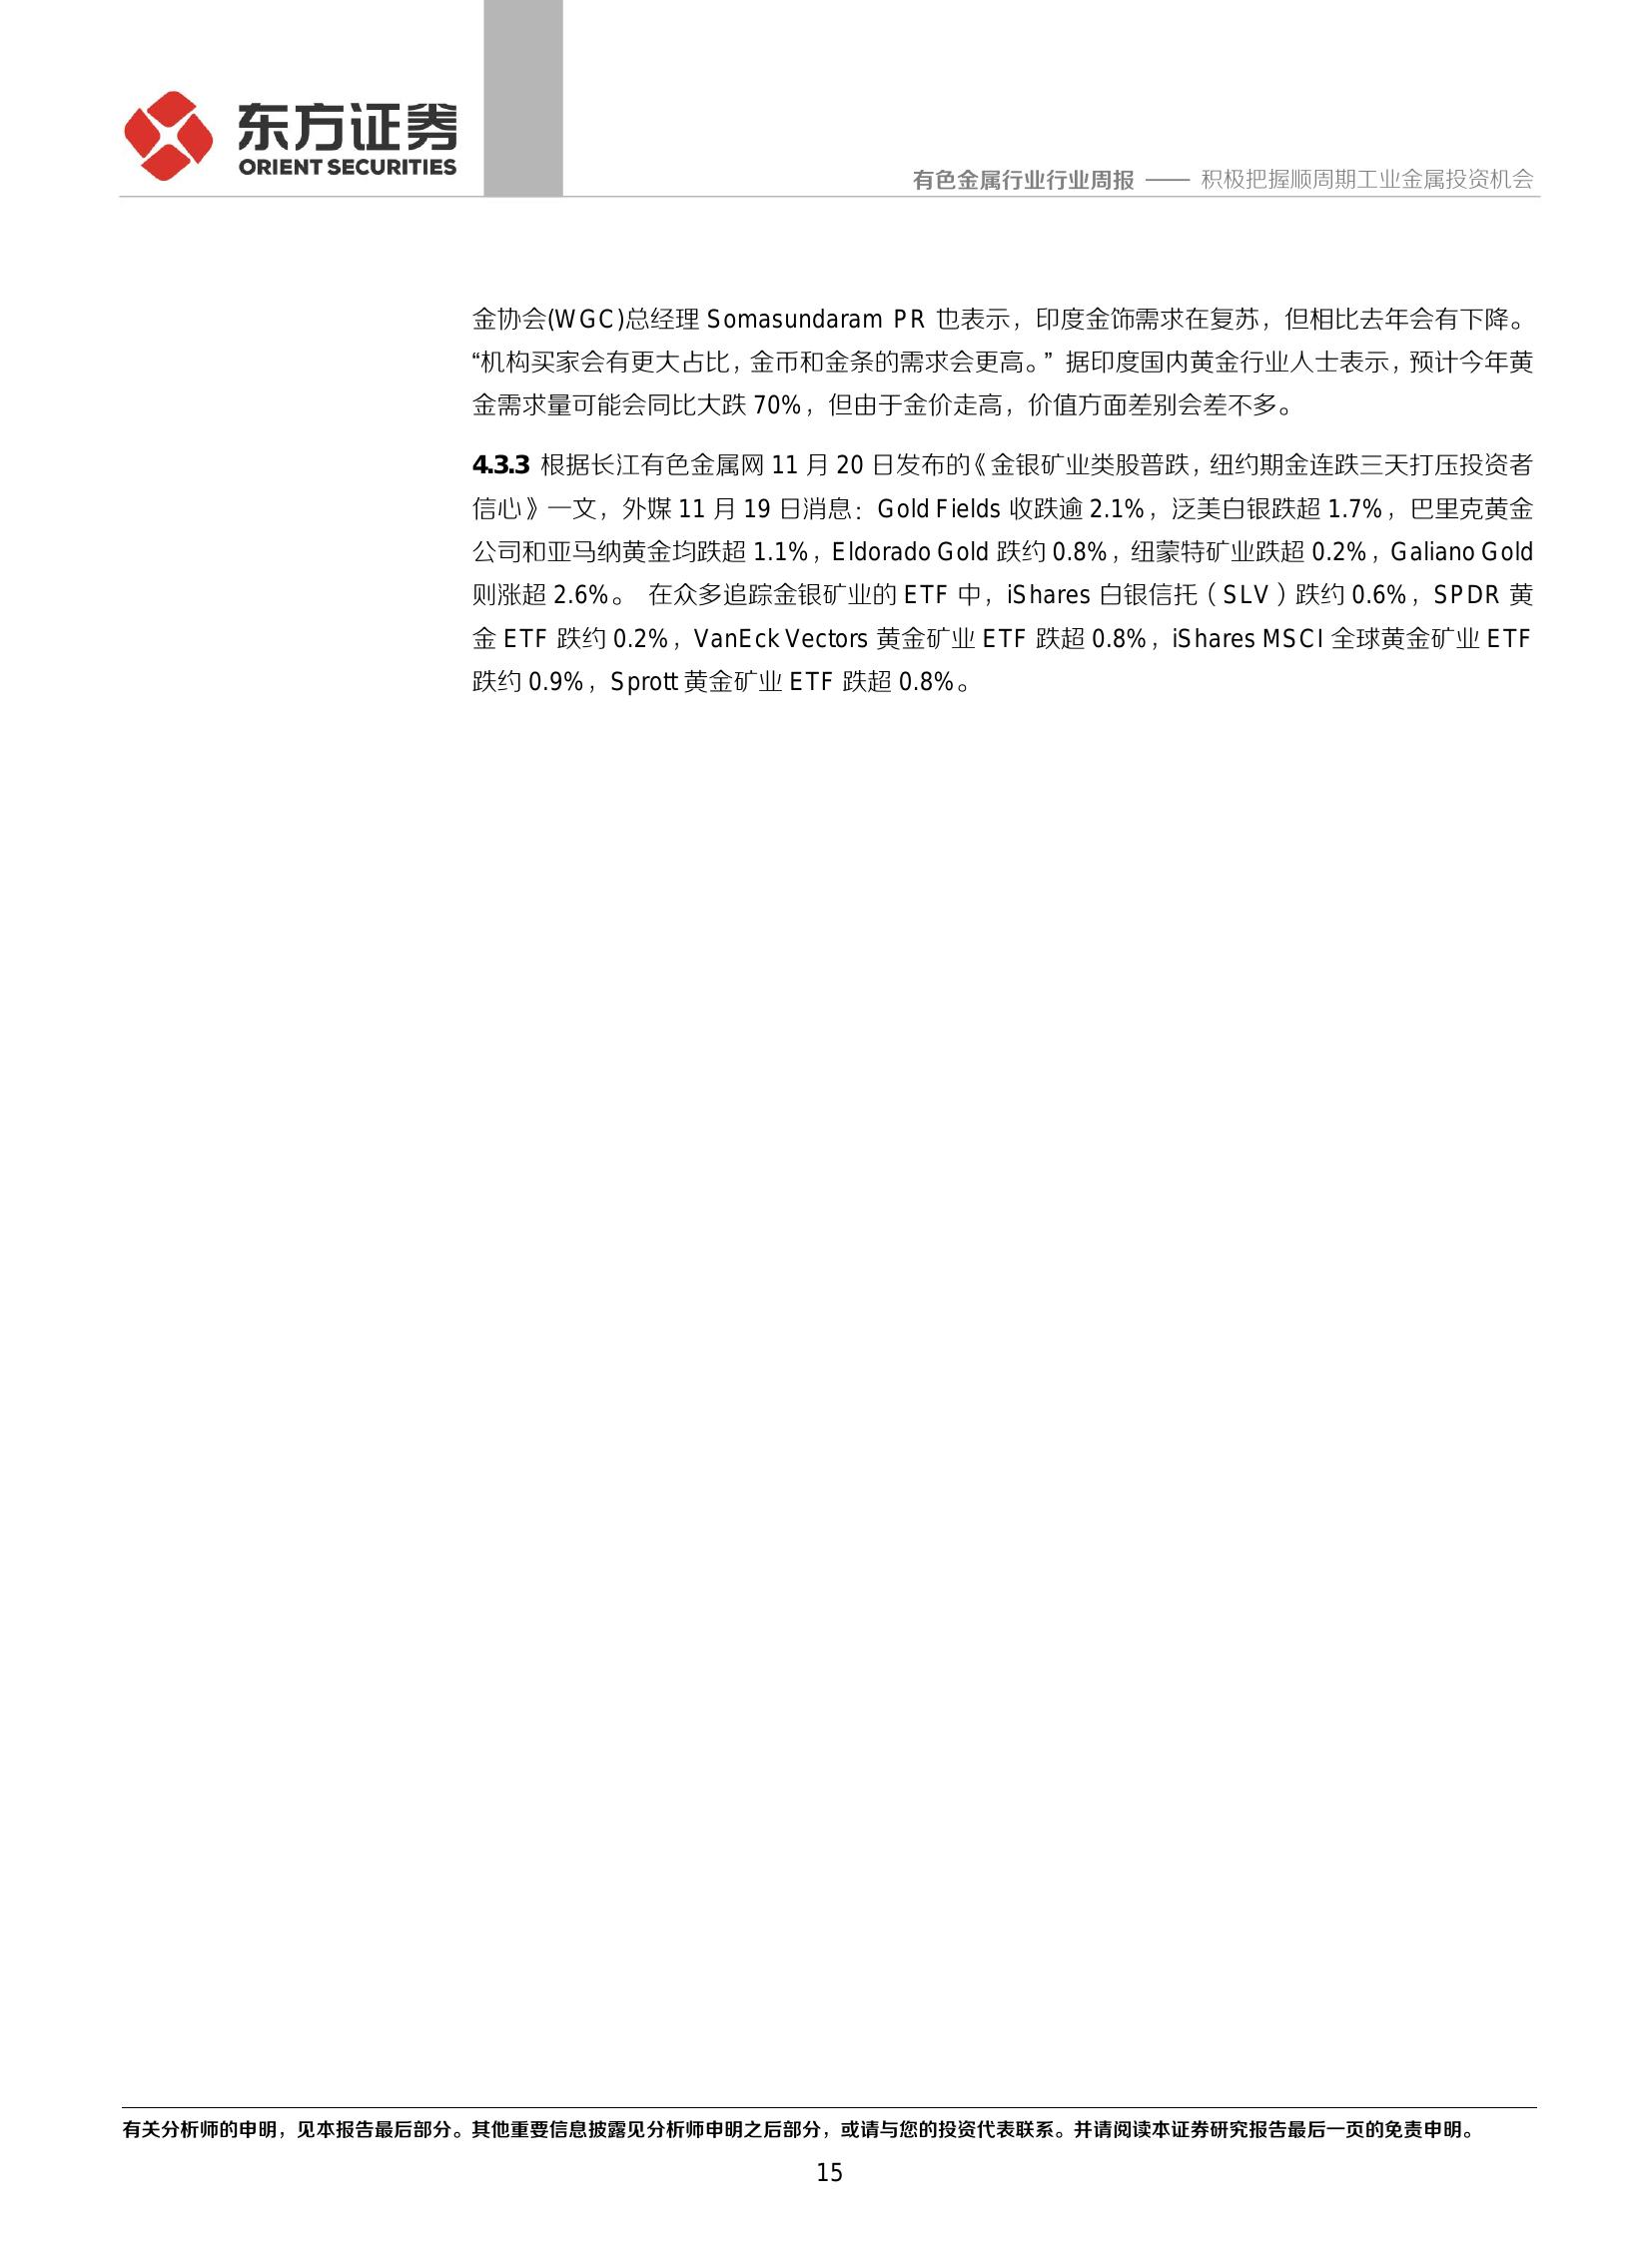 东方证券
ORIENT SECURITIES
有色金属行业行业周报 —— 积极把握顺周期工业金属投资机会
金协会(WGC)总经理 Somasundaram PR 也表示，印度金饰需求在复苏，但相比去年会有下降。
“机构买家会有更大占比，金币和金条的需求会更高。” 据印度国内黄金行业人士表示，预计今年黄
金需求量可能会同比大跌 70%，但由于金价走高，价值方面差别会差不多。
4.3.3 根据长江有色金属网 11 月 20 日发布的《金银矿业类股普跌，纽约期金连跌三天打压投资者
信心》一文，外媒 11 月 19 日消息：Gold Fields 收跌逾 2.1%，泛美白银跌超 1.7%，巴里克黄金
公司和亚马纳黄金均跌超 1.1%，Eldorado Gold 跌约 0.8%，纽蒙特矿业跌超 0.2%，Galiano Gold
则涨超 2.6%。 在众多追踪金银矿业的 ETF 中，iShares 白银信托（SLV）跌约 0.6%，SPDR 黄
金 ETF 跌约 0.2%，VanEck Vectors 黄金矿业 ETF 跌超 0.8%，iShares MSCI 全球黄金矿业 ETF
跌约 0.9%，Sprott 黄金矿业 ETF 跌超 0.8%。
有关分析师的申明，见本报告最后部分。其他重要信息披露见分析师申明之后部分，或请与您的投资代表联系。并请阅读本证券研究报告最后一页的免责申明。
15